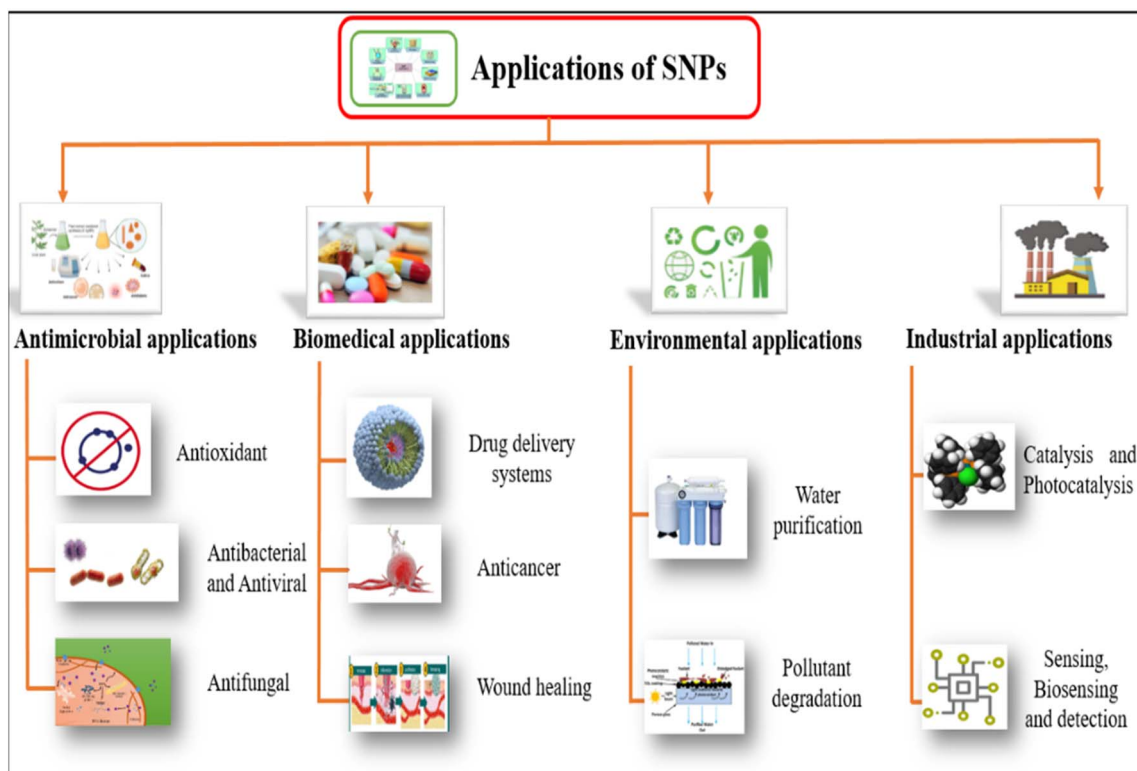 Applications of SNPs
Antimicrobial applications
Biomedical applications
Environmental applications
Industrial applications
Antioxidant
Antibacterial
and Antiviral
Antifungal
Drug delivery
systems
Anticancer
Wound healing
Water
purification
Pollutant
degradation
Catalysis and
Photocatalysis
Sensing,
Biosensing
and detection